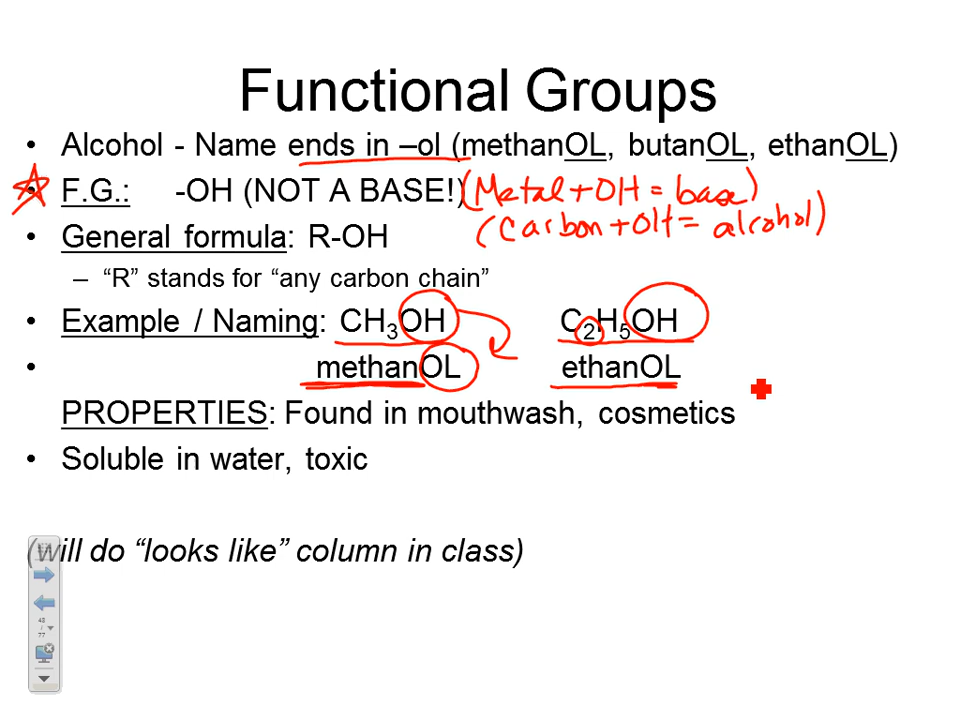 Functional Groups
• Alcohol - Name ends in –ol (methanOL, butanOL, ethanOL)
• F.G.: -OH (NOT A BASE!) (Metal + OH = base)
(Carbon + OH = alcohol)
• General formula: R-OH
– “R” stands for “any carbon chain”
• Example / Naming: CH3OH C2H5OH
• methanOL ethanOL
PROPERTIES: Found in mouthwash, cosmetics
• Soluble in water, toxic
(will do “looks like” column in class)
48
/
77